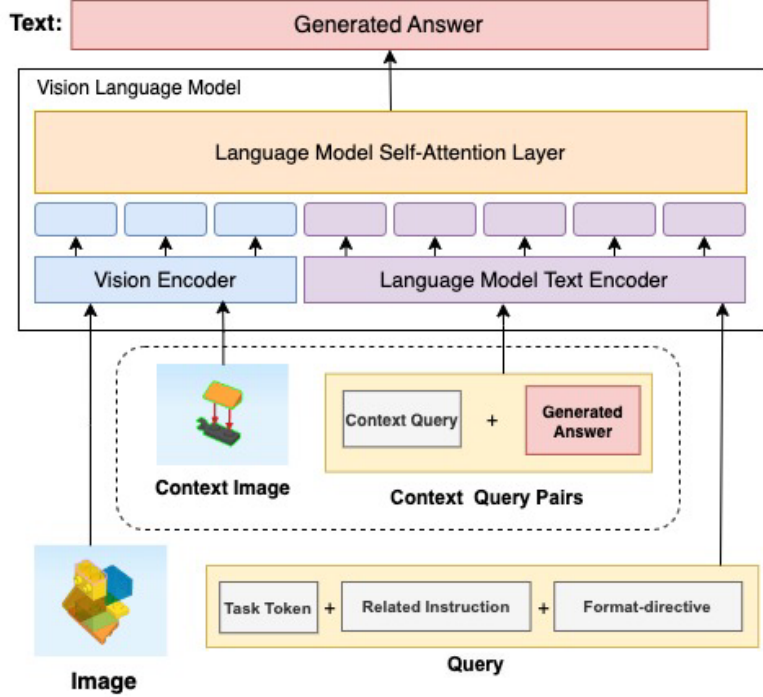 Text: Generated Answer
Vision Language Model
Language Model Self-Attention Layer
Vision Encoder
Language Model Text Encoder
Context Query + Generated Answer
Context Image
Context Query Pairs
Task Token + Related Instruction + Format-directive
Query
Image